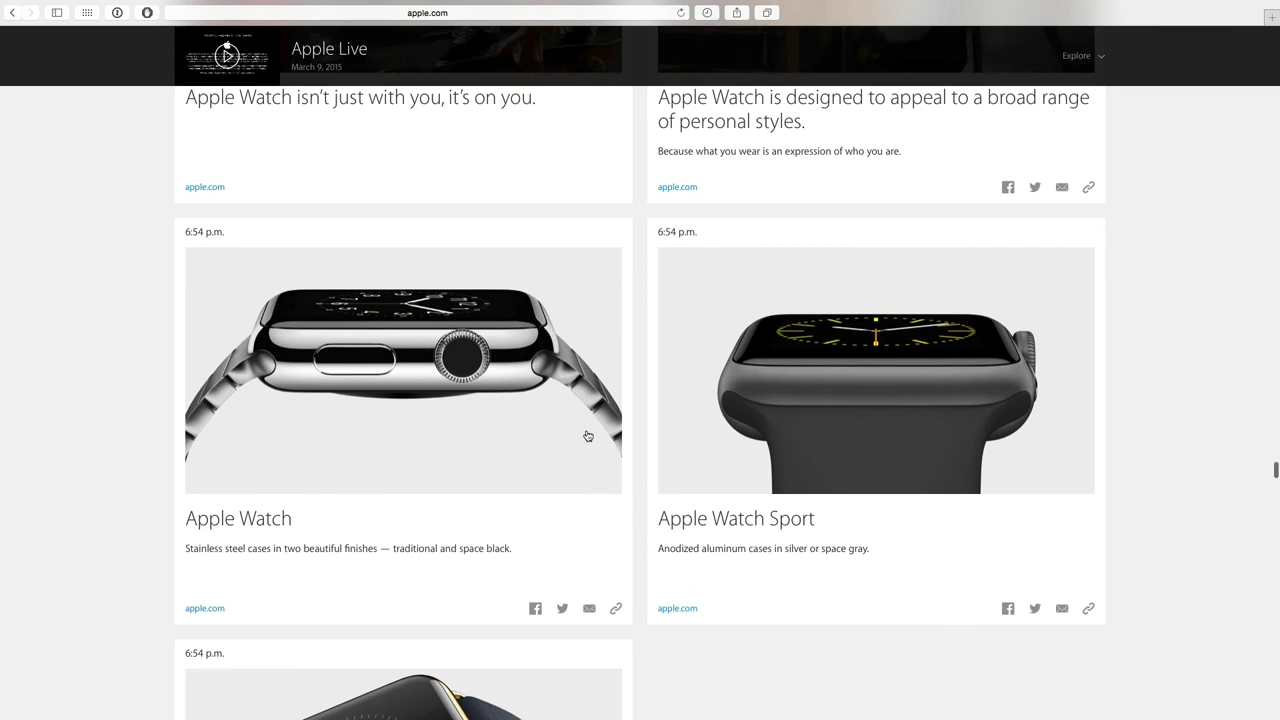 apple.com
Apple Live
March 9, 2015
Explore
Apple Watch isn't just with you, it's on you.
apple.com
Apple Watch is designed to appeal to a broad range
of personal styles.
Because what you wear is an expression of who you are.
apple.com
6:54 p.m.
Apple Watch
Stainless steel cases in two beautiful finishes — traditional and space black.
apple.com
6:54 p.m.
Apple Watch Sport
Anodized aluminum cases in silver or space gray.
apple.com
6:54 p.m.